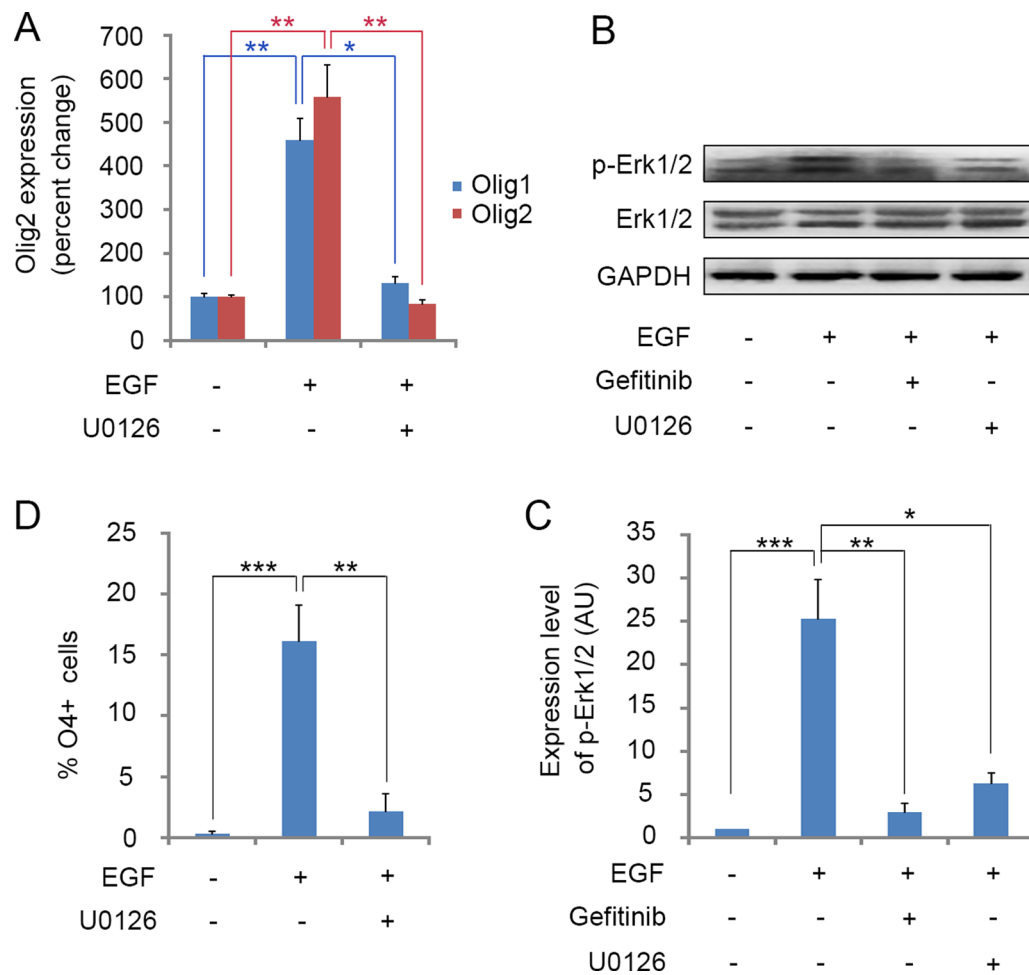 A
Olig2 expression
(percent change)
700
600
500
400
300
200
100
0
** **
** *
Olig1
Olig2
EGF - + +
U0126 - - +
B
p-Erk1/2
Erk1/2
GAPDH
EGF - + + +
Gefitinib - - + -
U0126 - - - +
D
% O4+ cells
25
20
15
10
5
0
*** **
EGF - + +
U0126 - - +
C
Expression level
of p-Erk1/2 (AU)
35
30
25
20
15
10
5
0
*
*** **
EGF - + + +
Gefitinib - - + -
U0126 - - - +